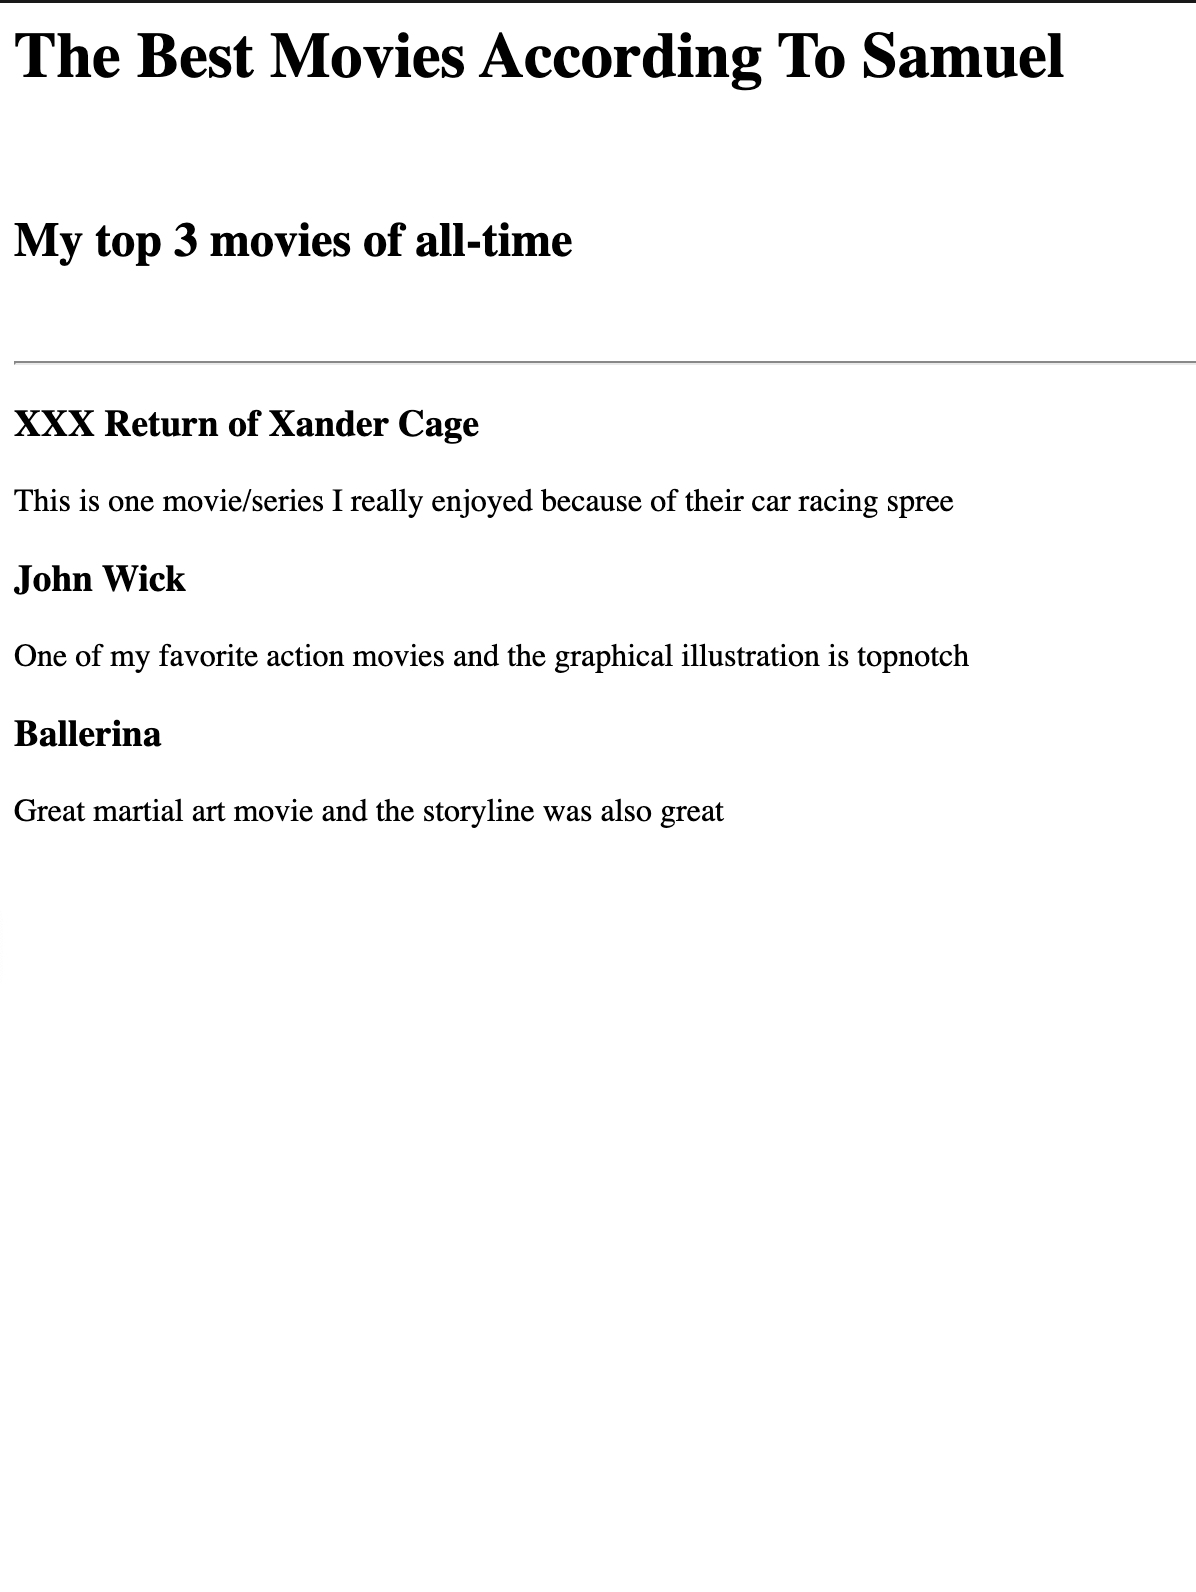 The Best Movies According To Samuel
My top 3 movies of all-time
XXX Return of Xander Cage
This is one movie/series I really enjoyed because of their car racing spree
John Wick
One of my favorite action movies and the graphical illustration is topnotch
Ballerina
Great martial art movie and the storyline was also great